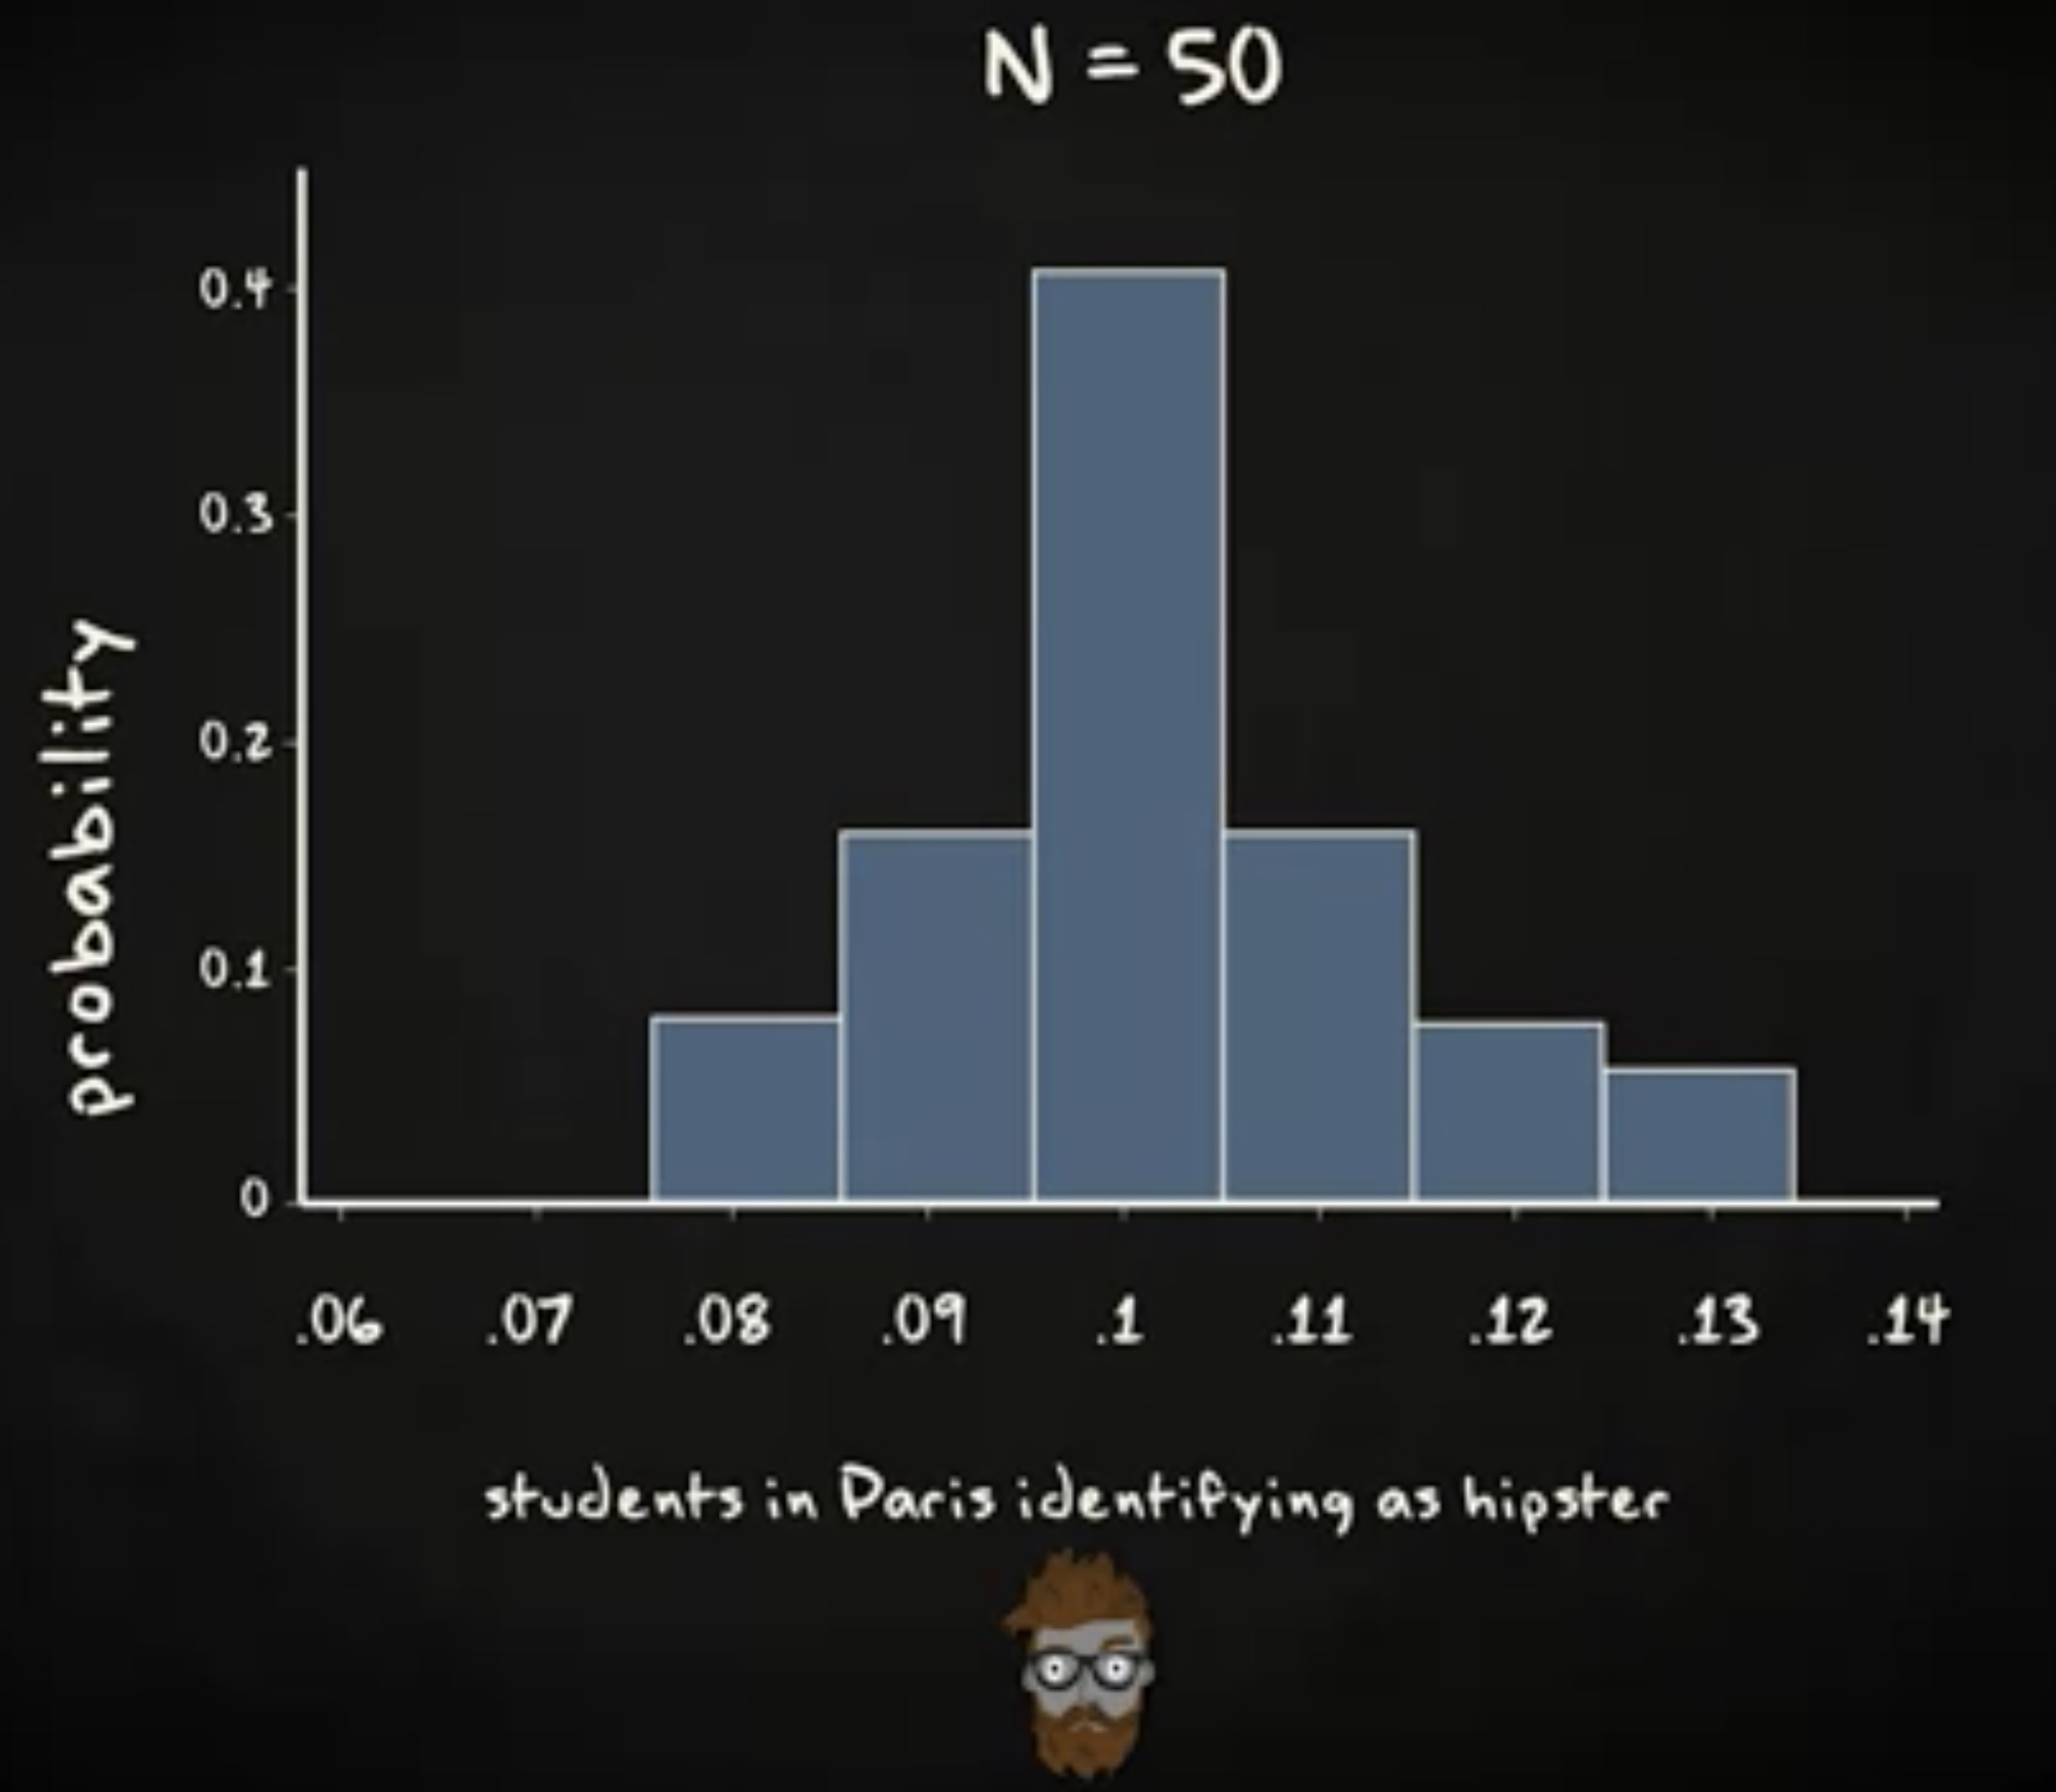 N = 50
0.4
0.3
0.2
0.1
0
probability
.06 .07 .08 .09 .1 .11 .12 .13 .14
students in Paris identifying as hipster